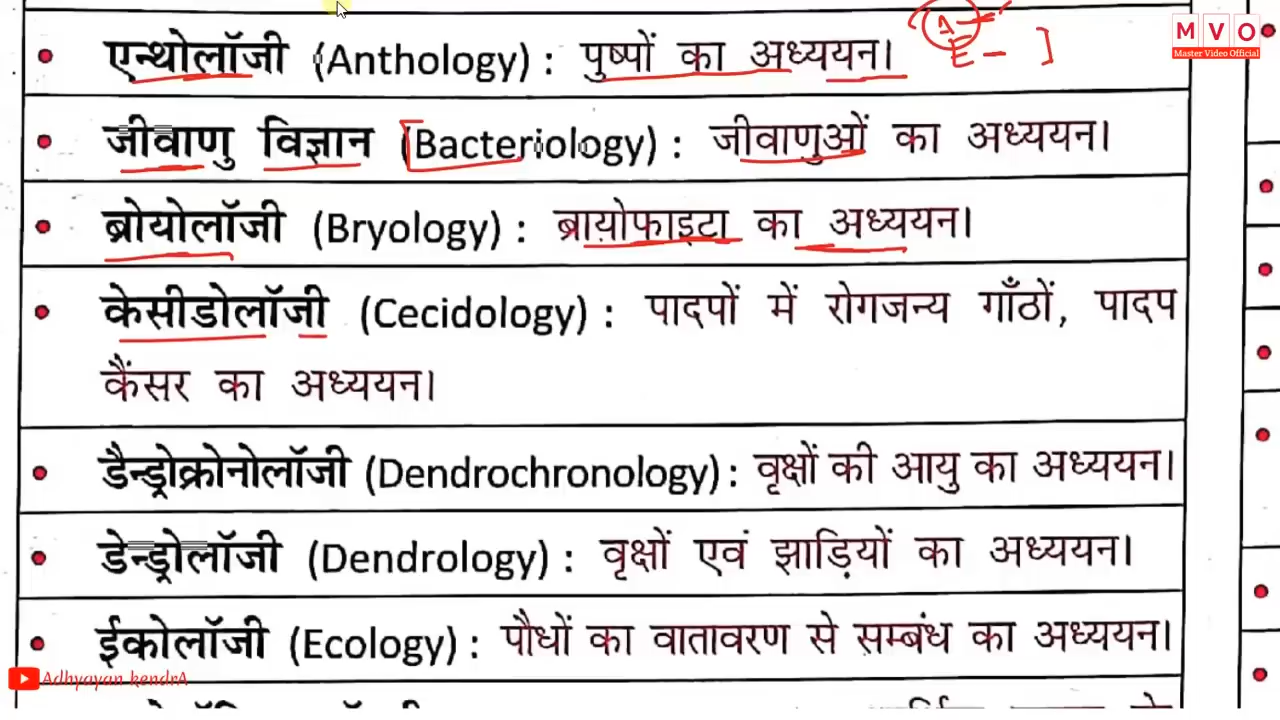 A
E - ]
M V O
Master Video Official
• एन्थोलॉजी (Anthology) : पुष्पों का अध्ययन।
• जीवाणु विज्ञान (Bacteriology) : जीवाणुओं का अध्ययन।
• ब्रोयोलॉजी (Bryology) : ब्रायोफाइटा का अध्ययन।
• केसीडोलॉजी (Cecidology) : पादपों में रोगजन्य गाँठों, पादप
कैंसर का अध्ययन।
• डैन्ड्रोक्रोनोलॉजी (Dendrochronology) : वृक्षों की आयु का अध्ययन।
• डेन्ड्रोलॉजी (Dendrology) : वृक्षों एवं झाड़ियों का अध्ययन।
• ईकोलॉजी (Ecology) : पौधों का वातावरण से सम्बंध का अध्ययन।
Adhyayan kendrA